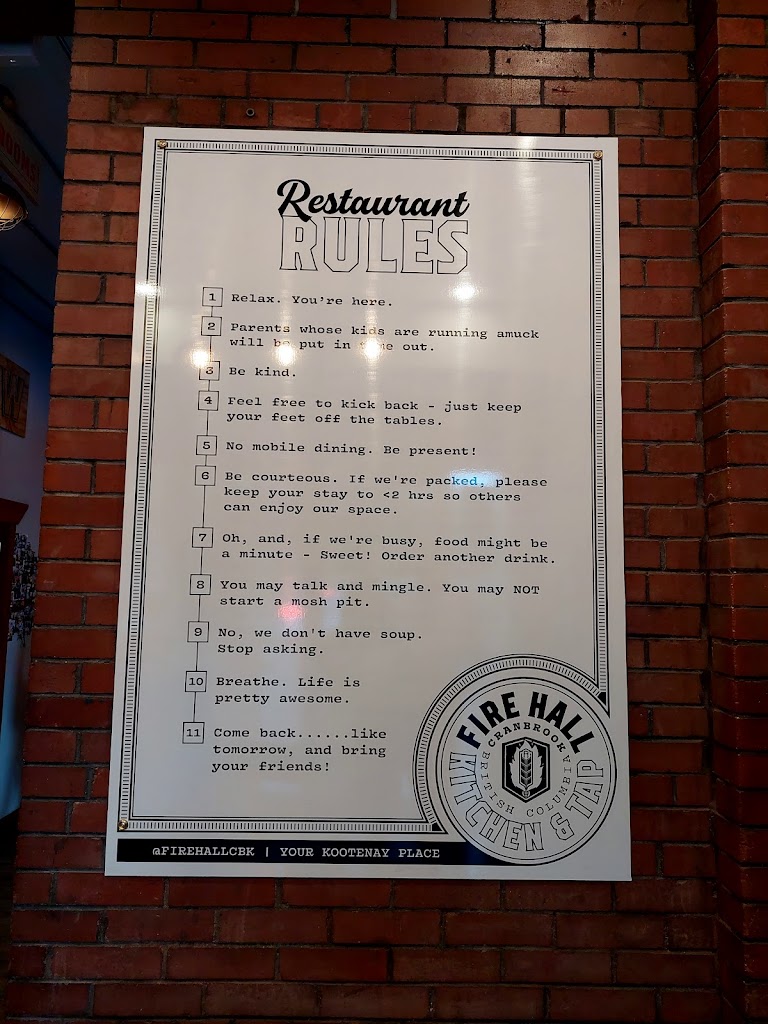 Restaurant
RULES
1 Relax. You're here.
2 Parents whose kids are running amuck
will be put in time out.
3 Be kind.
4 Feel free to kick back - just keep
your feet off the tables.
5 No mobile dining. Be present!
6 Be courteous. If we're packed, please
keep your stay to <2 hrs so others
can enjoy our space.
7 Oh, and, if we're busy, food might be
a minute - Sweet! Order another drink.
8 You may talk and mingle. You may NOT
start a mosh pit.
9 No, we don't have soup.
Stop asking.
10 Breathe. Life is
pretty awesome.
11 Come back......like
tomorrow, and bring
your friends!
FIRE HALL
CRANBROOK
BRITISH COLUMBIA
KITCHEN & TAP
@FIREHALLCBK | YOUR KOOTENAY PLACE